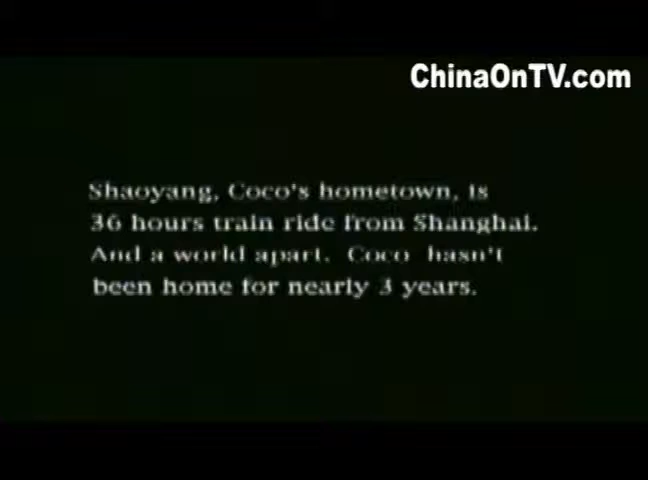 ChinaOnTV.com
Shaoyang, Coco's hometown, is
36 hours train ride from Shanghai.
And a world apart. Coco hasn't
been home for nearly 3 years.